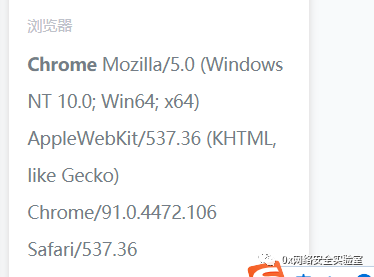 浏览器
Chrome Mozilla/5.0 (Windows
NT 10.0; Win64; x64)
AppleWebKit/537.36 (KHTML,
like Gecko)
Chrome/91.0.4472.106
Safari/537.36
0x网络安全实验室